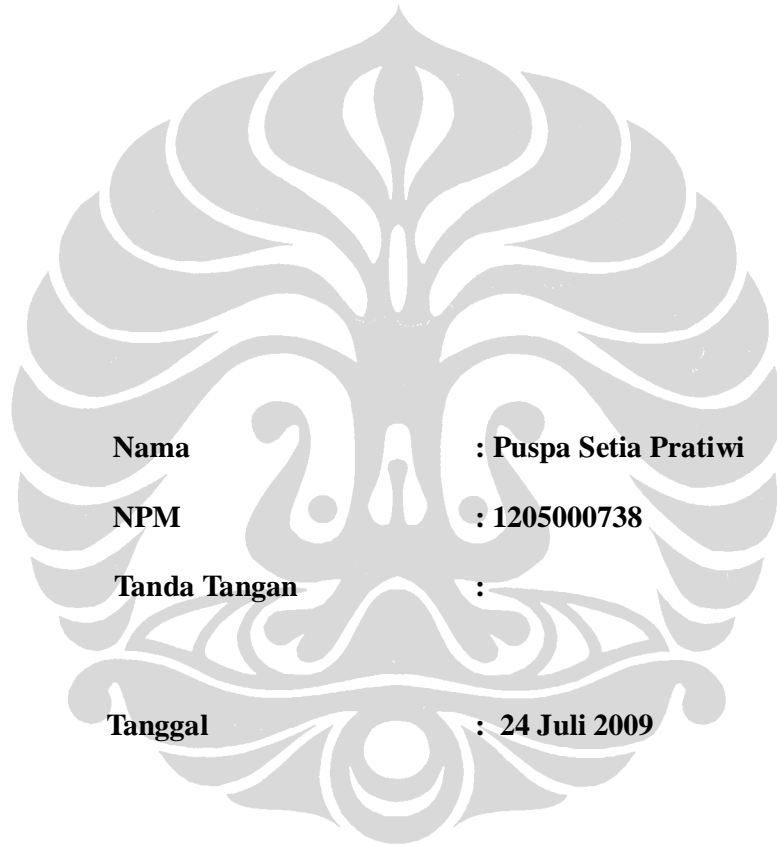 Nama : Puspa Setia Pratiwi
NPM : 1205000738
Tanda Tangan :
Tanggal : 24 Juli 2009